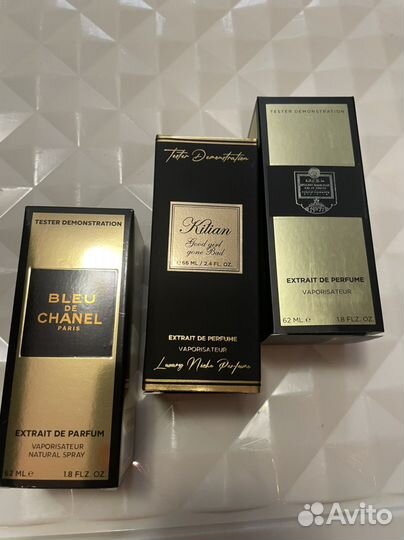 TESTER DEMONSTRATION
BLEU
DE
CHANEL
PARIS
EXTRAIT DE PARFUM
VAPORISATEUR
NATURAL SPRAY
62 ML.e 1.8 FLZ. OZ.
Tester Demonstration
Kilian
Good girl
gone Bad
66 ML / 2.4 FL. OZ.
EXTRAIT DE PERFUME
VAPORISATEUR
Luxury Niche Perfume
TESTER DEMONSTRATION
EXTRAIT DE PERFUME
VAPORISATEUR
62 ML.e 1.8 FLZ. OZ.
Avito